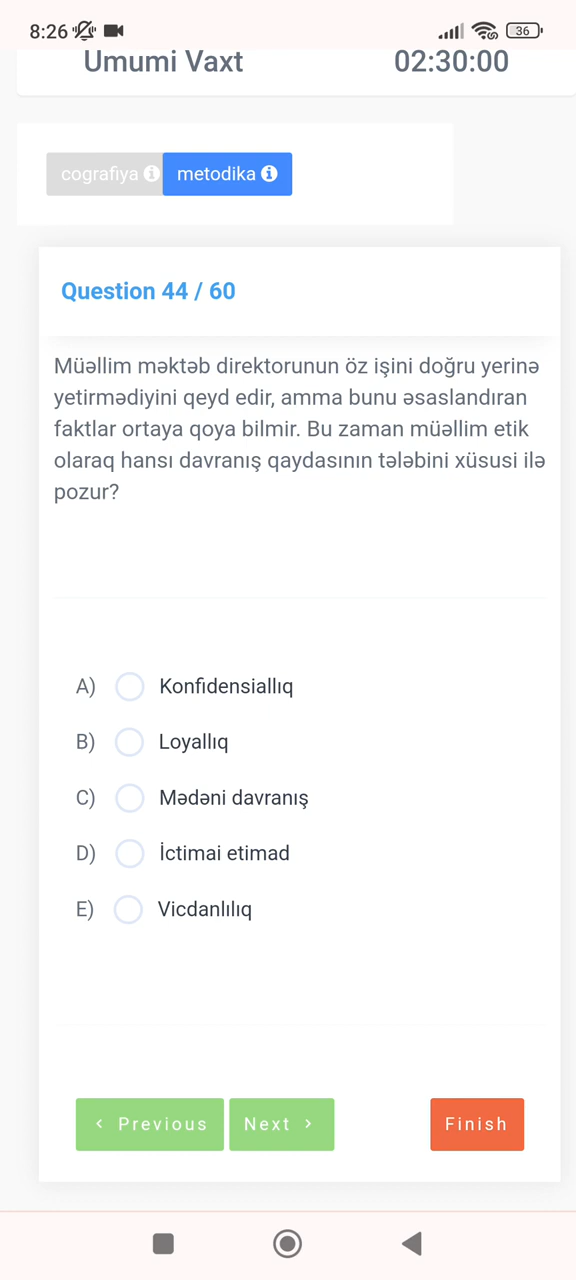 8:26 36
Ümumi Vaxt 02:30:00
cografiya metodika
Question 44 / 60
Müəllim məktəb direktorunun öz işini doğru yerinə
yetirmədiyini qeyd edir, amma bunu əsaslandıran
faktlar ortaya qoya bilmir. Bu zaman müəllim etik
olaraq hansı davranış qaydasının tələbini xüsusi ilə
pozur?
A) Konfidensiallıq
B) Loyallıq
C) Mədəni davranış
D) İctimai etimad
E) Vicdanlılıq
< Previous Next > Finish